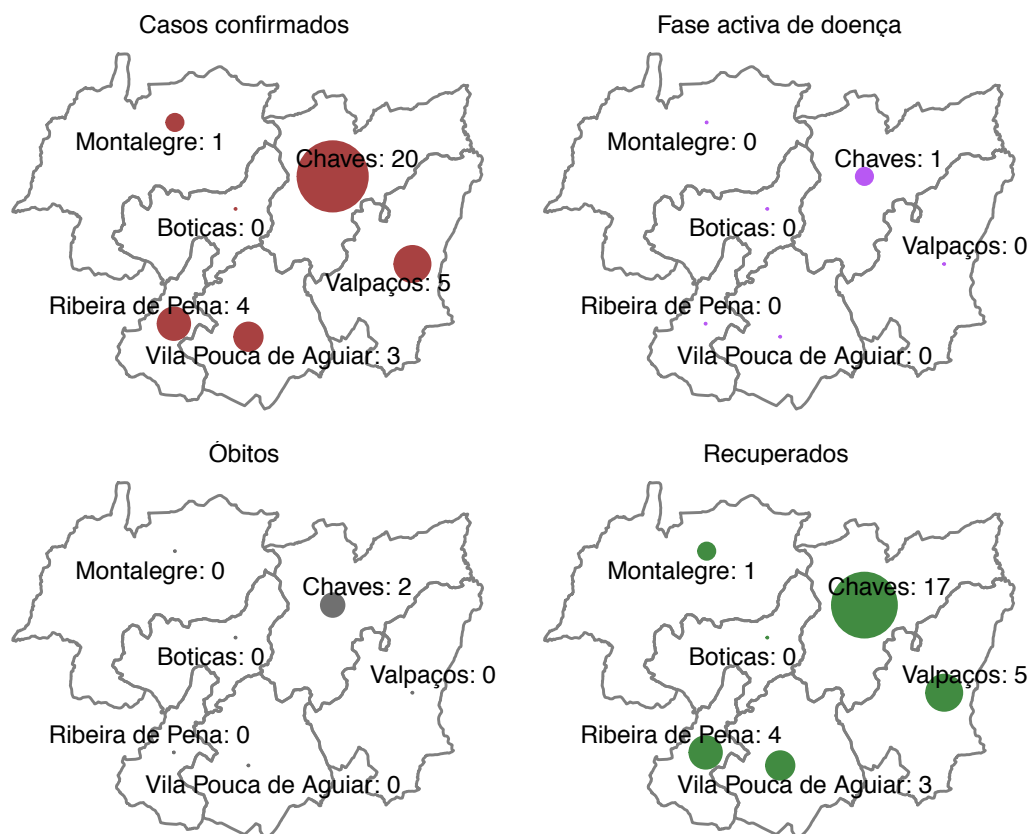 Casos confirmados
Montalegre: 1
Chaves: 20
Boticas: 0
Valpaços: 5
Ribeira de Pena: 4
Vila Pouca de Aguiar: 3
Fase activa de doença
Montalegre: 0
Chaves: 1
Boticas: 0
Valpaços: 0
Ribeira de Pena: 0
Vila Pouca de Aguiar: 0
Óbitos
Montalegre: 0
Chaves: 2
Boticas: 0
Valpaços: 0
Ribeira de Pena: 0
Vila Pouca de Aguiar: 0
Recuperados
Montalegre: 1
Chaves: 17
Boticas: 0
Valpaços: 5
Ribeira de Pena: 4
Vila Pouca de Aguiar: 3